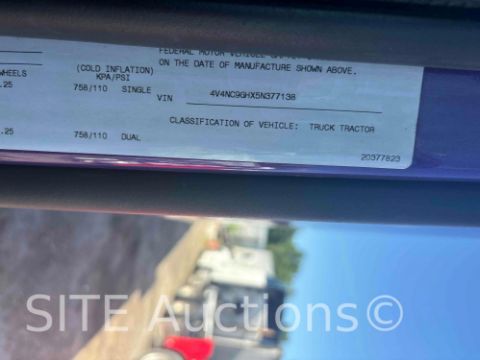 FEDERAL MOTOR VEHICLE
WHEELS (COLD INFLATION) ON THE DATE OF MANUFACTURE SHOWN ABOVE.
KPA/PSI
.25 758/110 SINGLE
VIN 4V4NC9GHX5N377138
CLASSIFICATION OF VEHICLE: TRUCK TRACTOR
.25 758/110 DUAL
20377823
SITE Auctions©